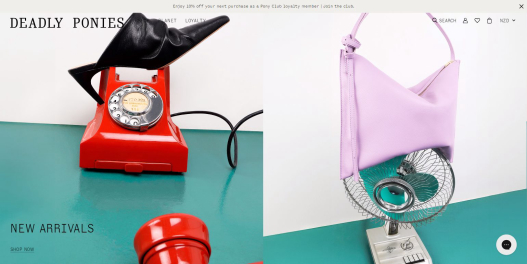 Enjoy 10% off your next purchase as a Pony Club loyalty member | Join the Club
DEADLY PONIES
PLANET LOYALTY
SEARCH
NZD
NEW ARRIVALS
SHOP NOW